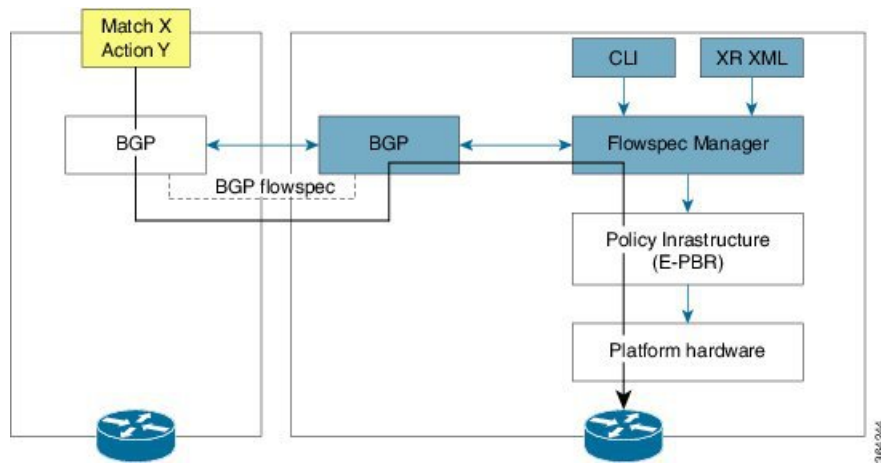 Match X
Action Y
CLI
XR XML
BGP
BGP
Flowspec Manager
BGP flowspec
Policy Inrastructure
(E-PBR)
Platform hardware